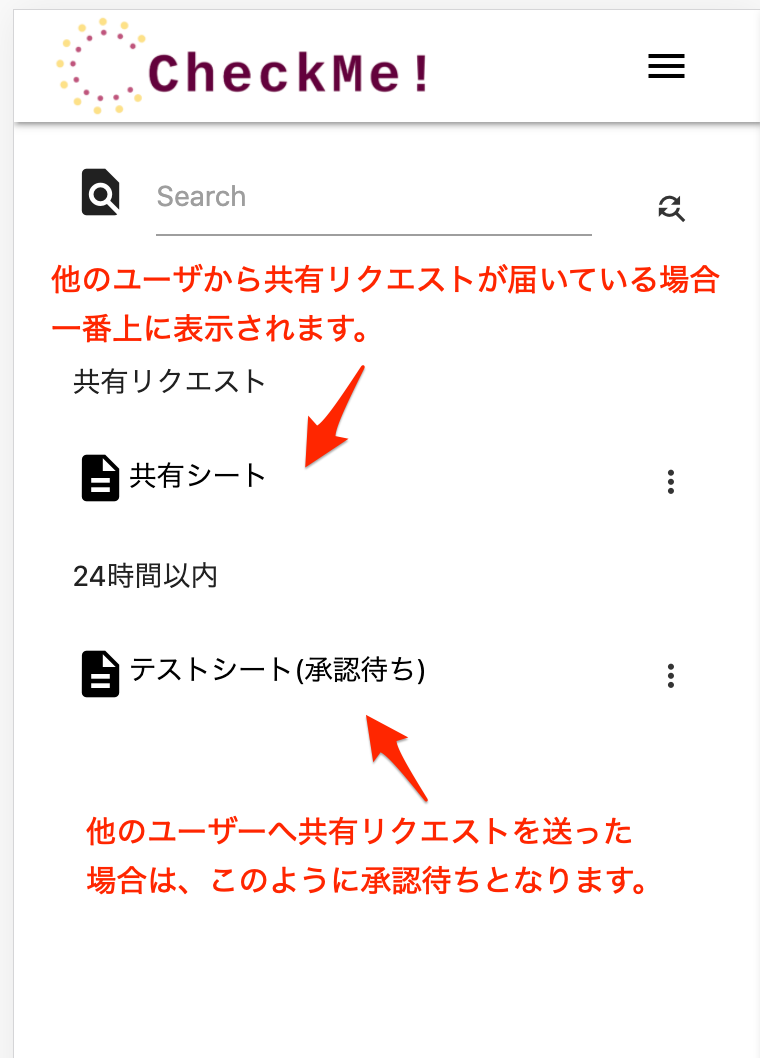 CheckMe!
Search
他のユーザから共有リクエストが届いている場合
一番上に表示されます。
共有リクエスト
共有シート
24時間以内
テストシート(承認待ち)
他のユーザーへ共有リクエストを送った
場合は、このように承認待ちとなります。